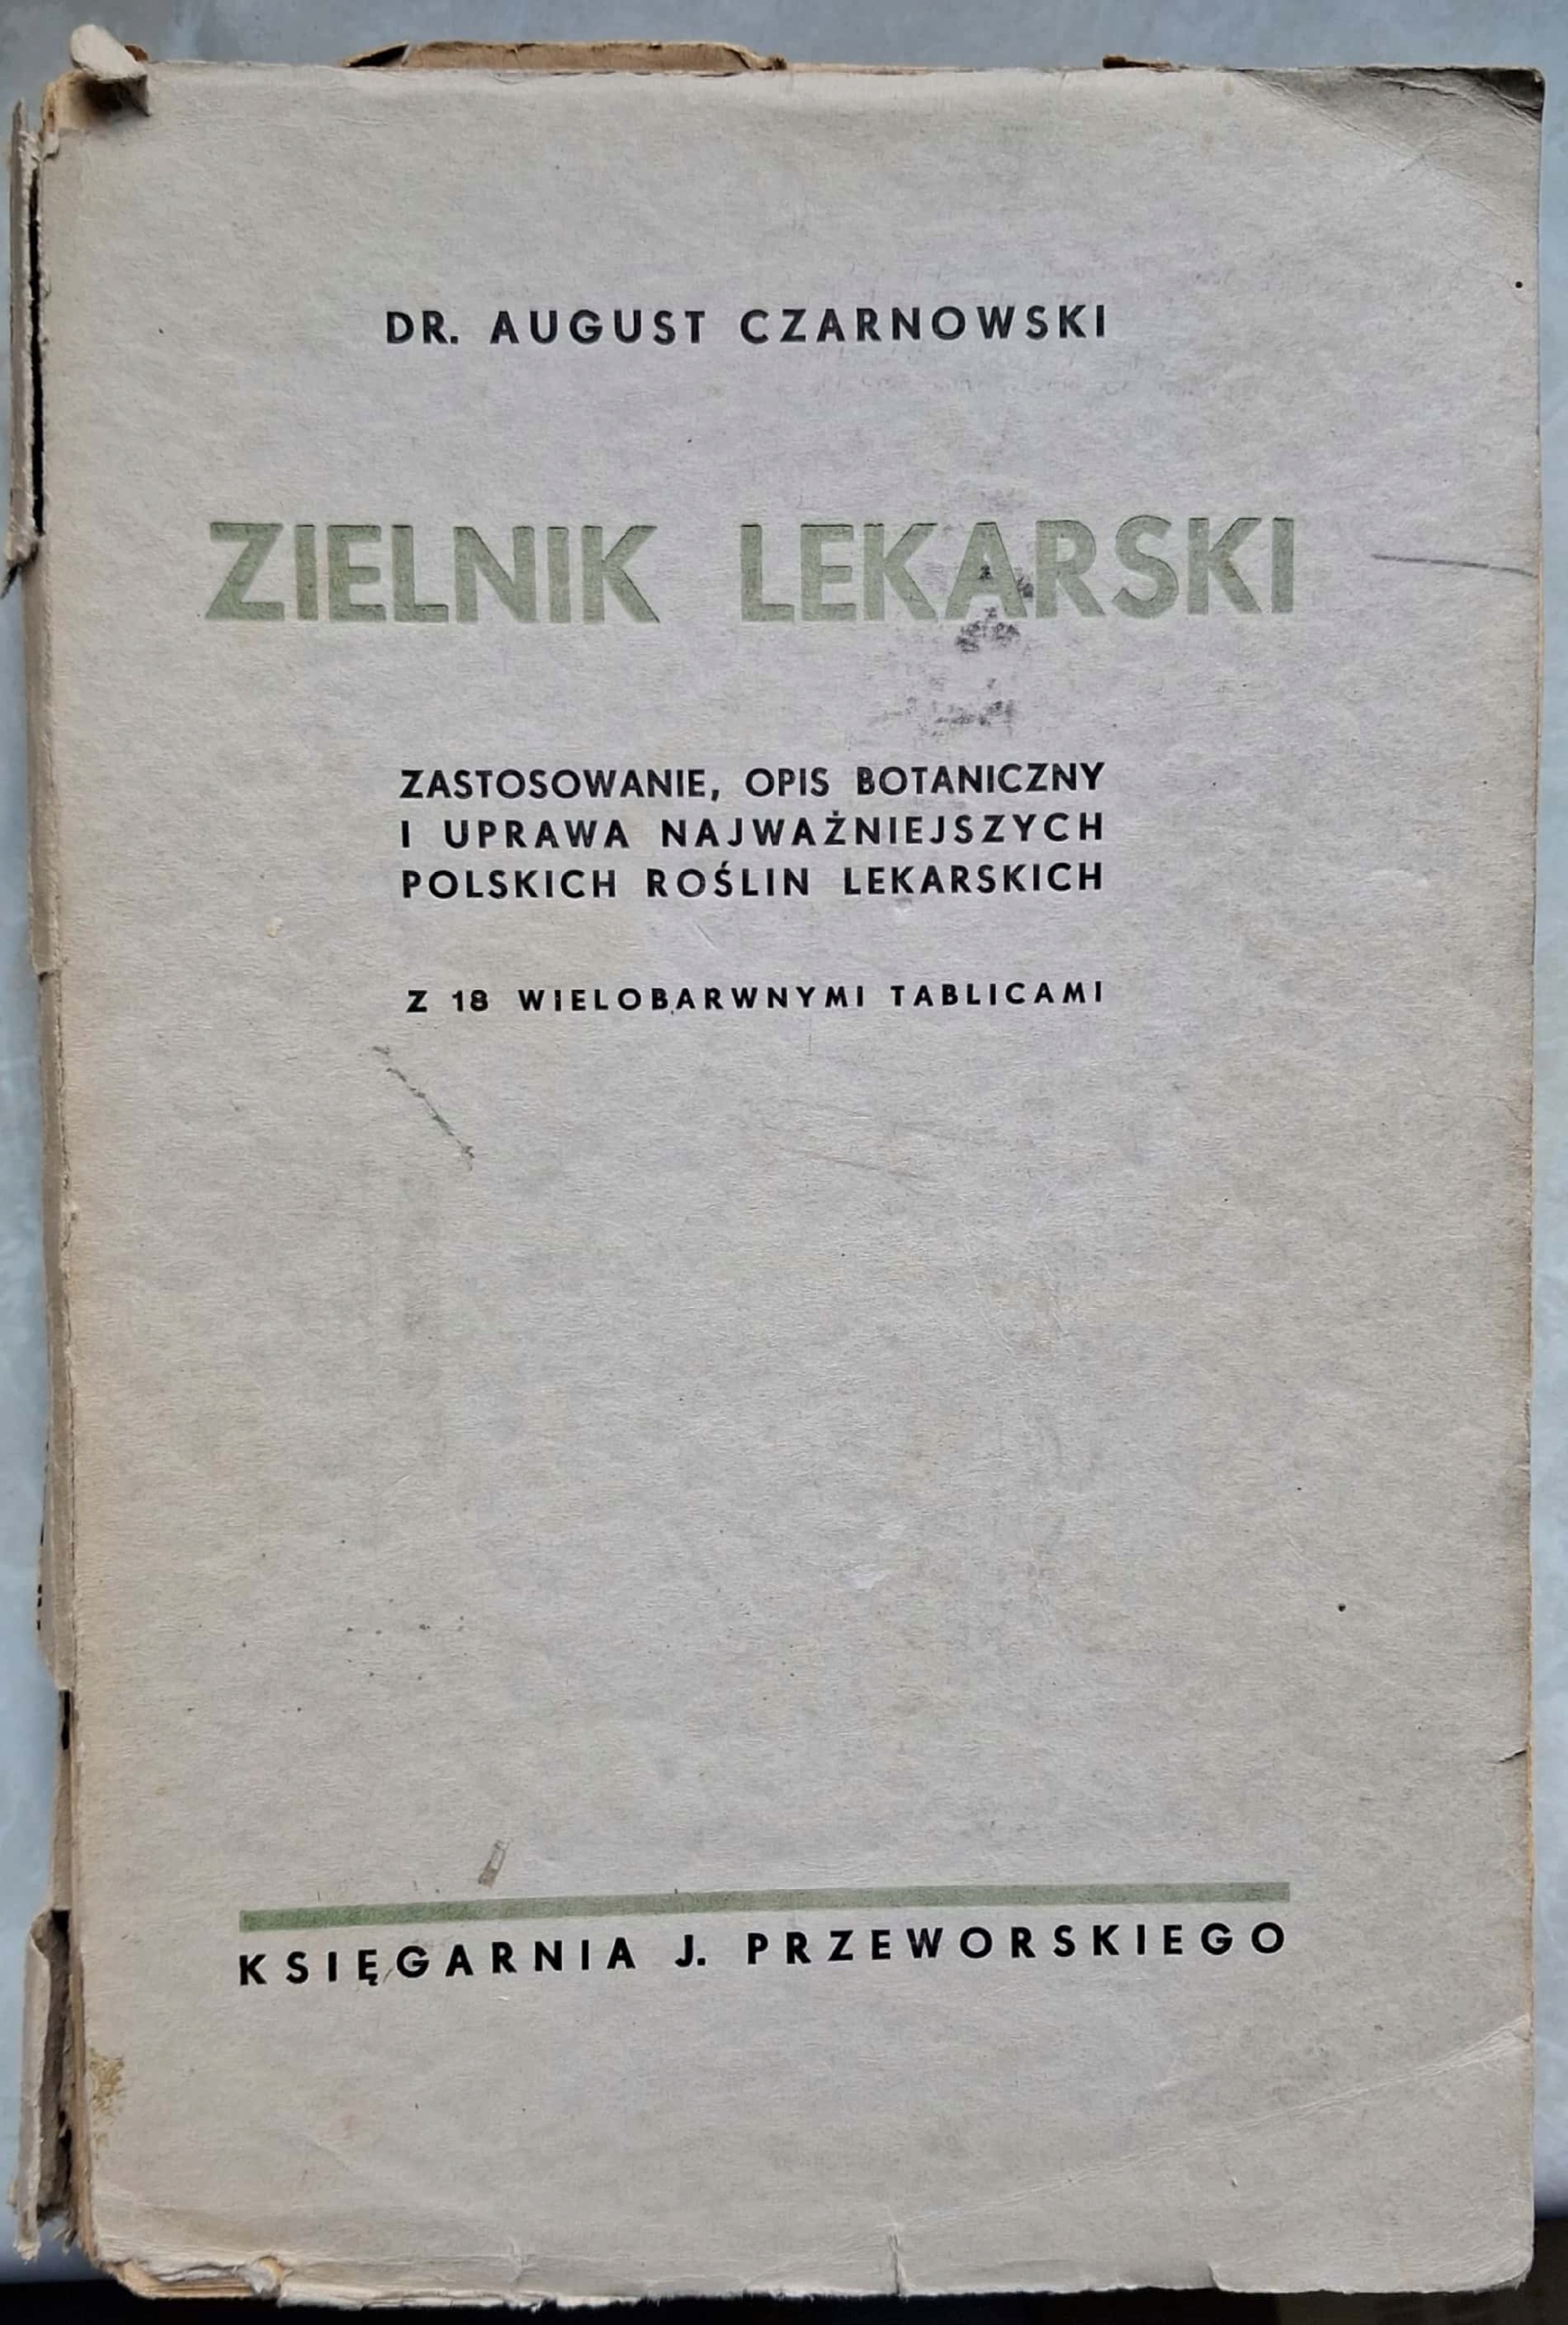 DR. AUGUST CZARNOWSKI
ZIELNIK LEKARSKI
ZASTOSOWANIE, OPIS BOTANICZNY
I UPRAWA NAJWAŻNIEJSZYCH
POLSKICH ROŚLIN LEKARSKICH
Z 18 WIELOBARWNYMI TABLICAMI
KSIĘGARNIA J. PRZEWORSKIEGO